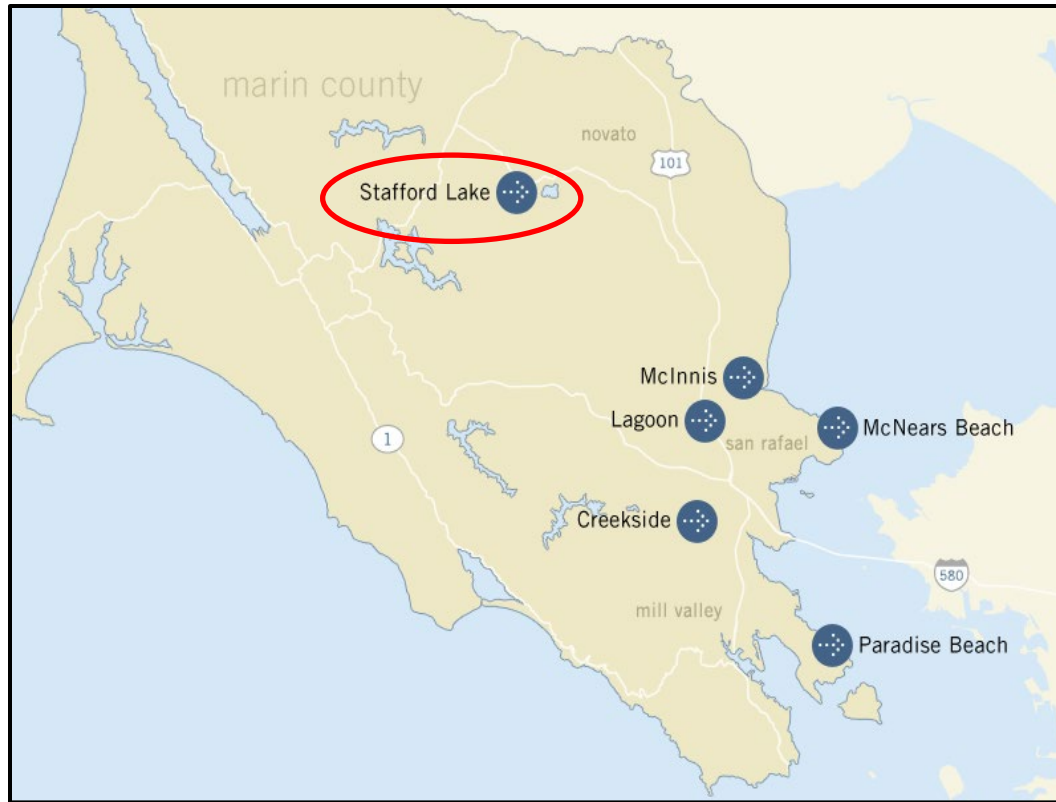 marin county
novato
101
Stafford Lake
McInnis
Lagoon
McNears Beach
san rafael
1
Creekside
580
mill valley
Paradise Beach